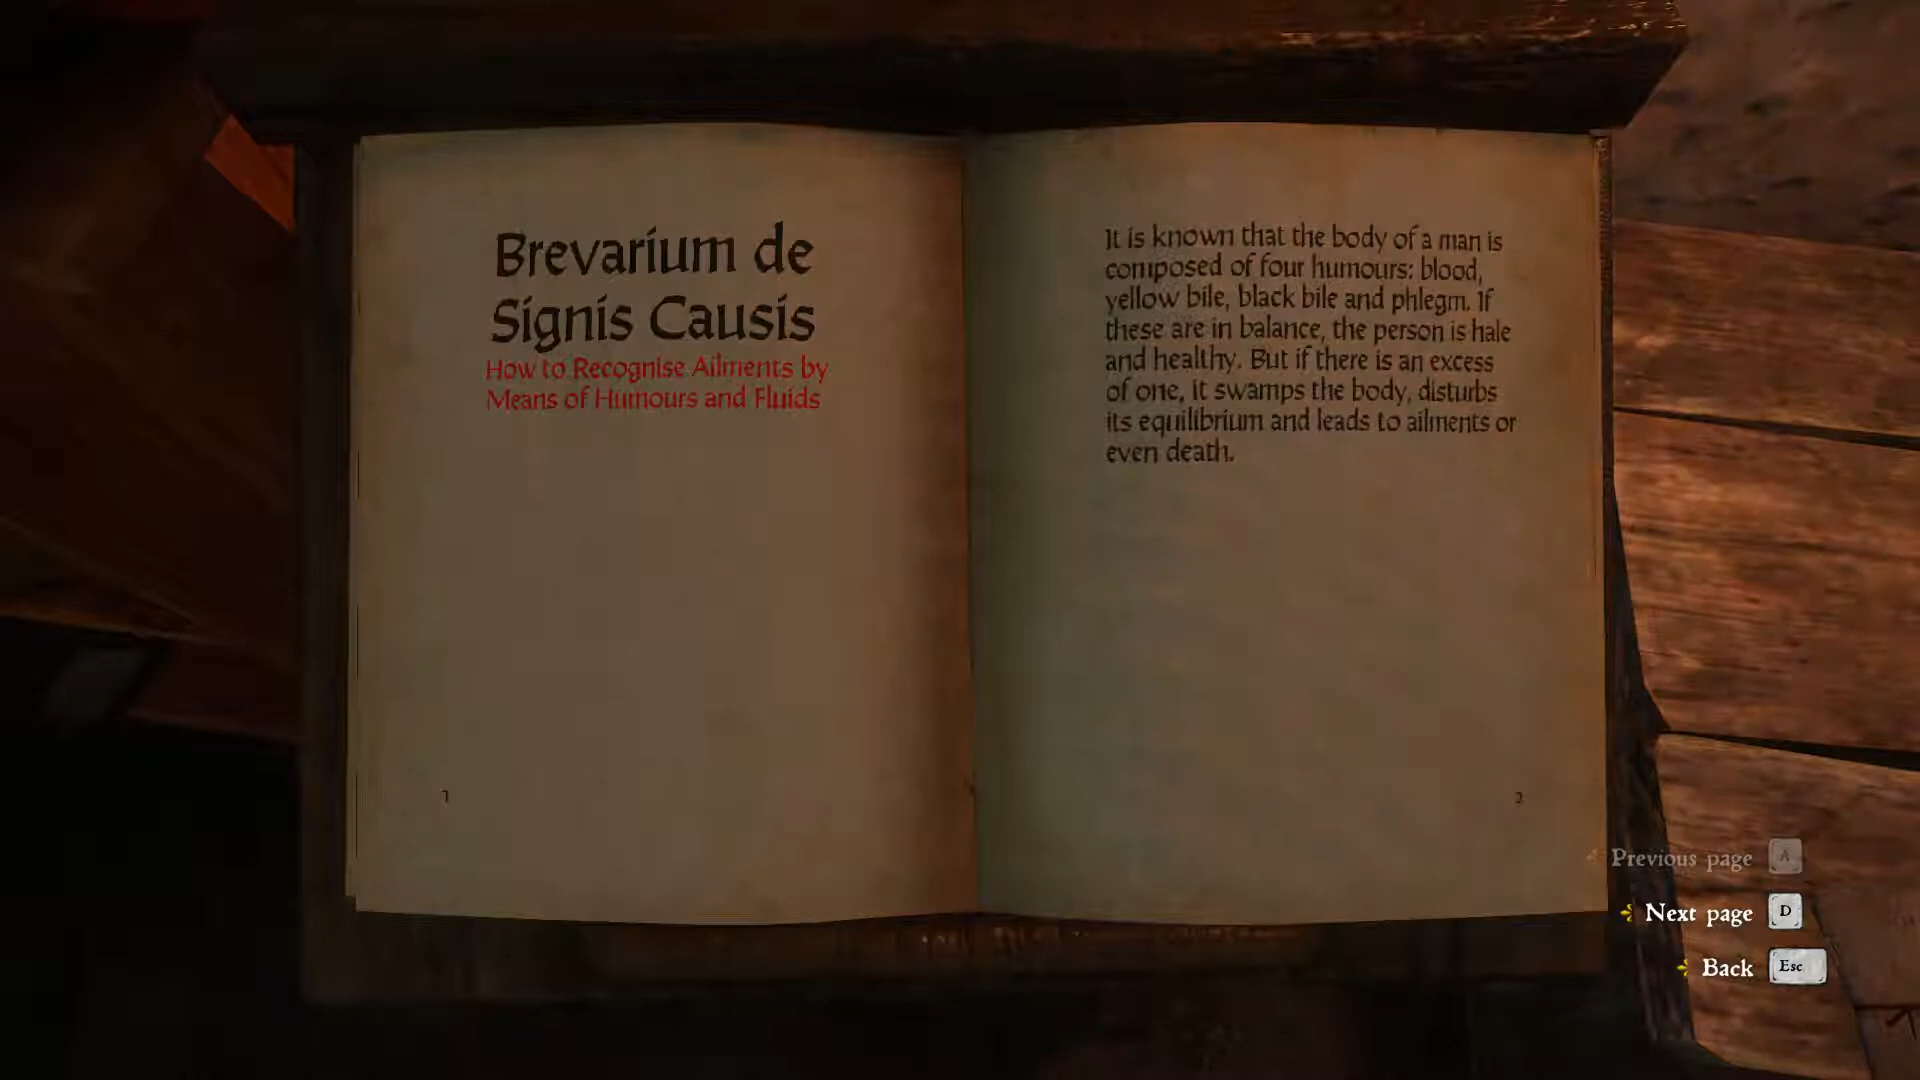 Brevarium de
Signis Causis
How to Recognise Ailments by
Means of Humours and Fluids
1
It is known that the body of a man is
composed of four humours: blood,
yellow bile, black bile and phlegm. If
these are in balance, the person is hale
and healthy. But if there is an excess
of one, it swamps the body, disturbs
its equilibrium and leads to ailments or
even death.
2
Previous page A
Next page D
Back Esc